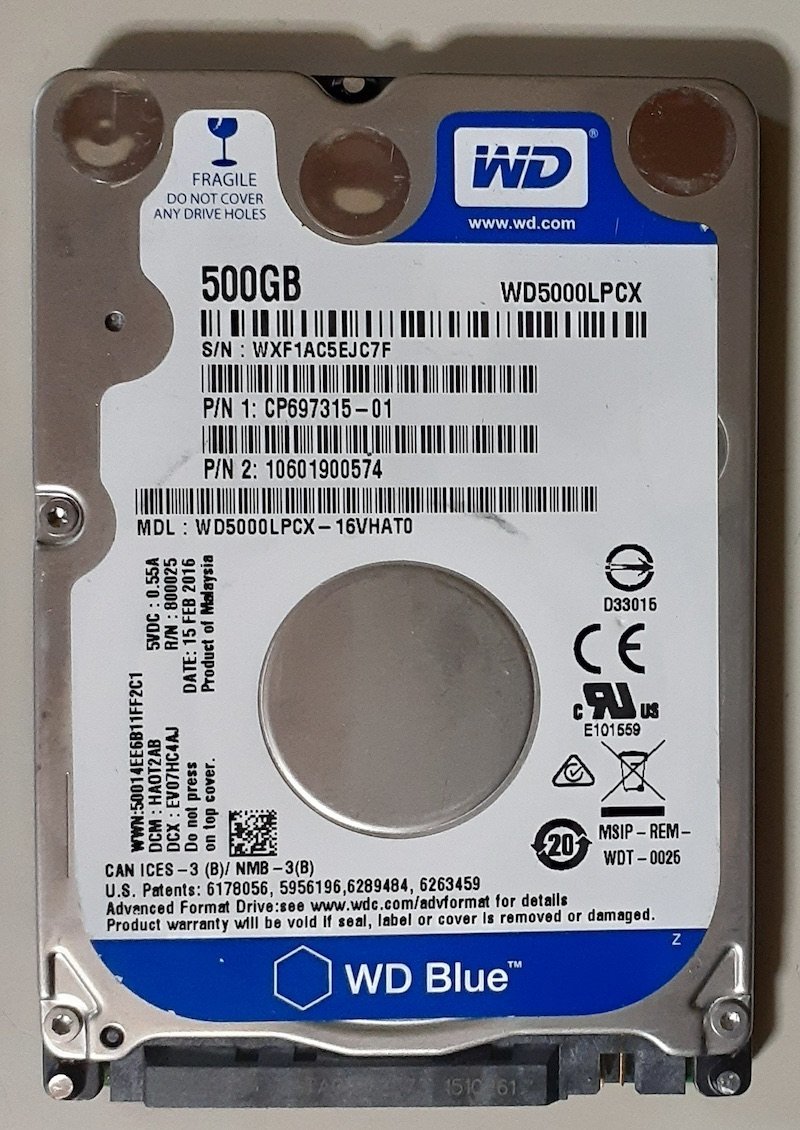 FRAGILE
DO NOT COVER
ANY DRIVE HOLES
WD®
www.wd.com
500GB
WD5000LPCX
S/N : WXF1AC5EJC7F
P/N 1: CP697315-01
P/N 2: 10601900574
MDL : WD5000LPCX-16VHAT0
5VDC : 0.55A
R/N : 800025
DATE: 15 FEB 2016
Product of Malaysia
WWN:50014EE6B11FF2C1
DCM : HAOT2AB
DCX : EV07HC4AJ
Do not press
on top cover.
D33015
CE
c RU us
E101559
20
MSIP-REM-
WDT-0026
CAN ICES-3 (B)/ NMB-3(B)
U.S. Patents: 6178056, 5956196,6289484, 6263459
Advanced Format Drive:see www.wdc.com/advformat for details
Product warranty will be void if seal, label or cover is removed or damaged.
Z
WD Blue™